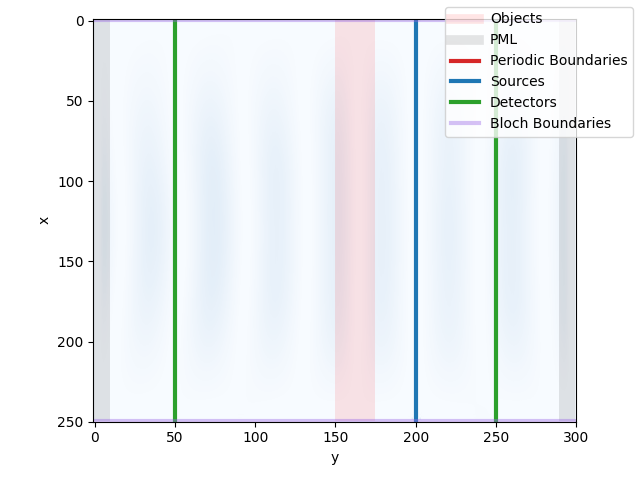 0
50
100
150
200
250
x
0
50
100
150
200
250
300
y
Objects
PML
Periodic Boundaries
Sources
Detectors
Bloch Boundaries